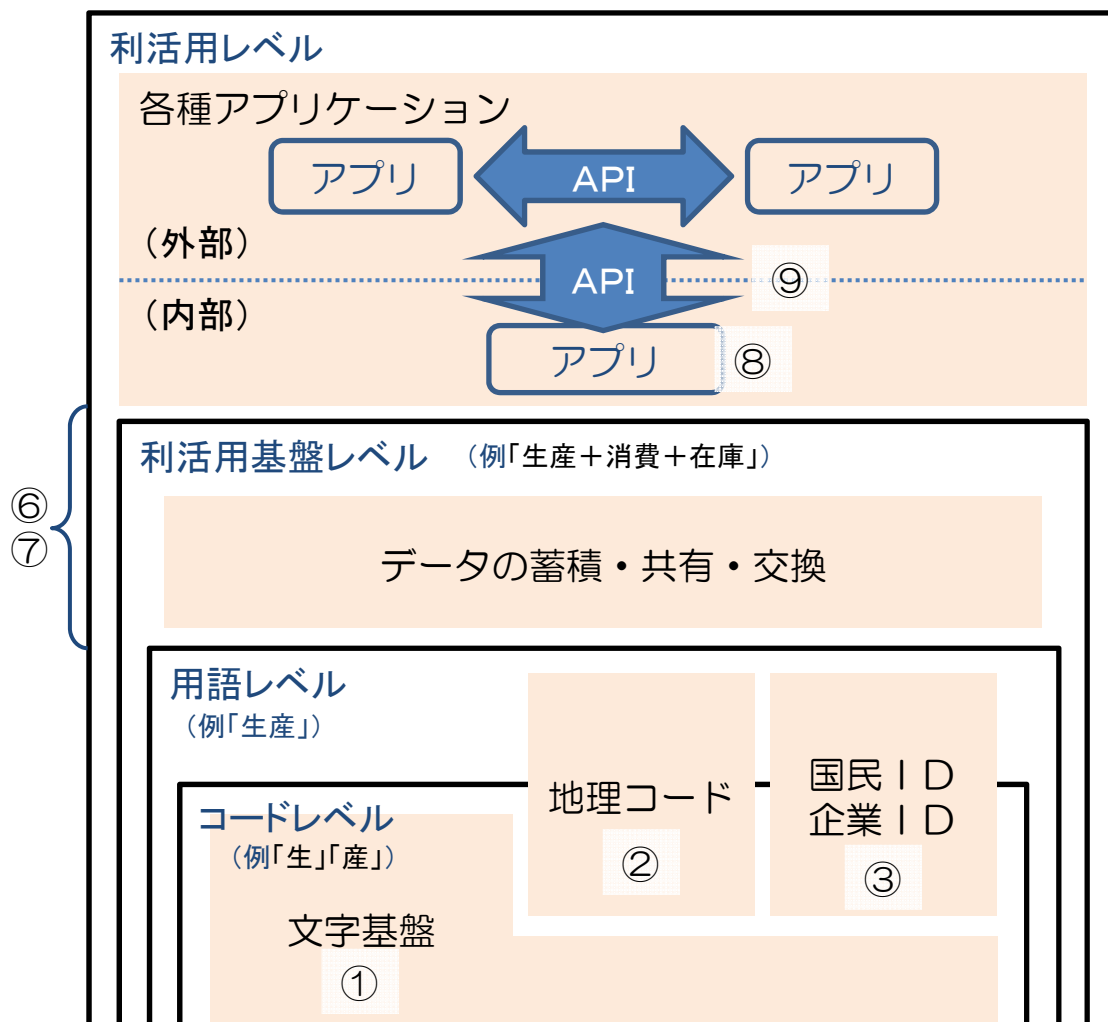 利活用レベル
各種アプリケーション
アプリ
API
アプリ
（外部）
API
⑨
（内部）
アプリ
⑧
利活用基盤レベル （例「生産＋消費＋在庫」）
⑥
⑦
データの蓄積・共有・交換
用語レベル
（例「生産」）
地理コード
②
国民ＩＤ
企業ＩＤ
③
コードレベル
（例「生」「産」）
文字基盤
①